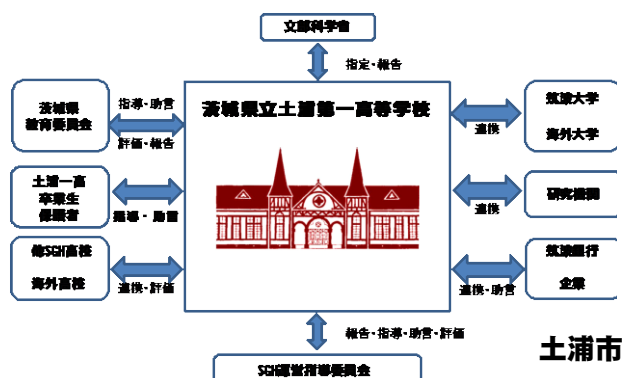 文部科学省
指定・報告
茨城県
教育委員会
指導・助言
評価・報告
茨城県立土浦第一高等学校
筑波大学
海外大学
連携
土浦一高
卒業生
保護者
指導・助言
研究機関
連携
他SGH高校
海外高校
連携・評価
筑波銀行
企業
連携・助言
報告・指導・助言・評価
土浦市
SGH運営指導委員会